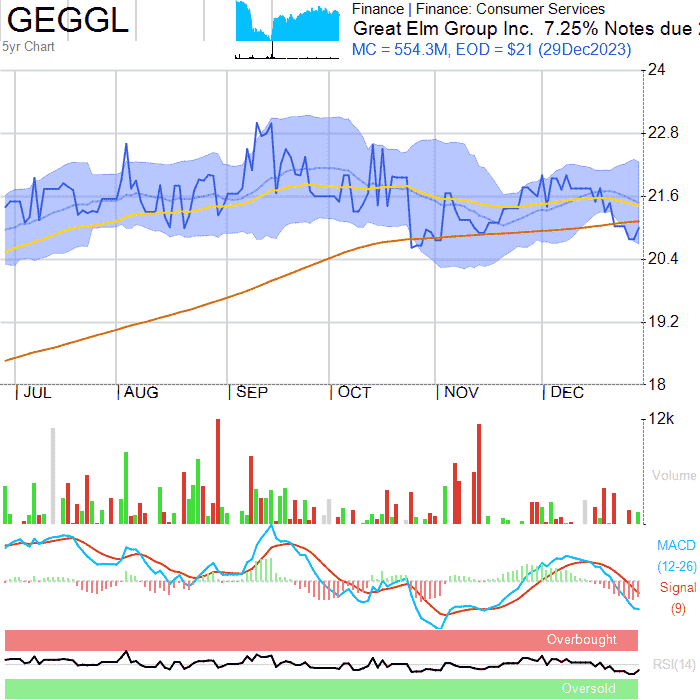 GEGGL
5yr Chart
Finance | Finance: Consumer Services
Great Elm Group Inc.  7.25% Notes due
MC = 554.3M, EOD = $21 (29Dec2023)
24
22.8
21.6
20.4
19.2
18
JUL AUG SEP OCT NOV DEC
12k
Volume
MACD
(12-26)
Signal
(9)
Overbought
RSI(14)
Oversold